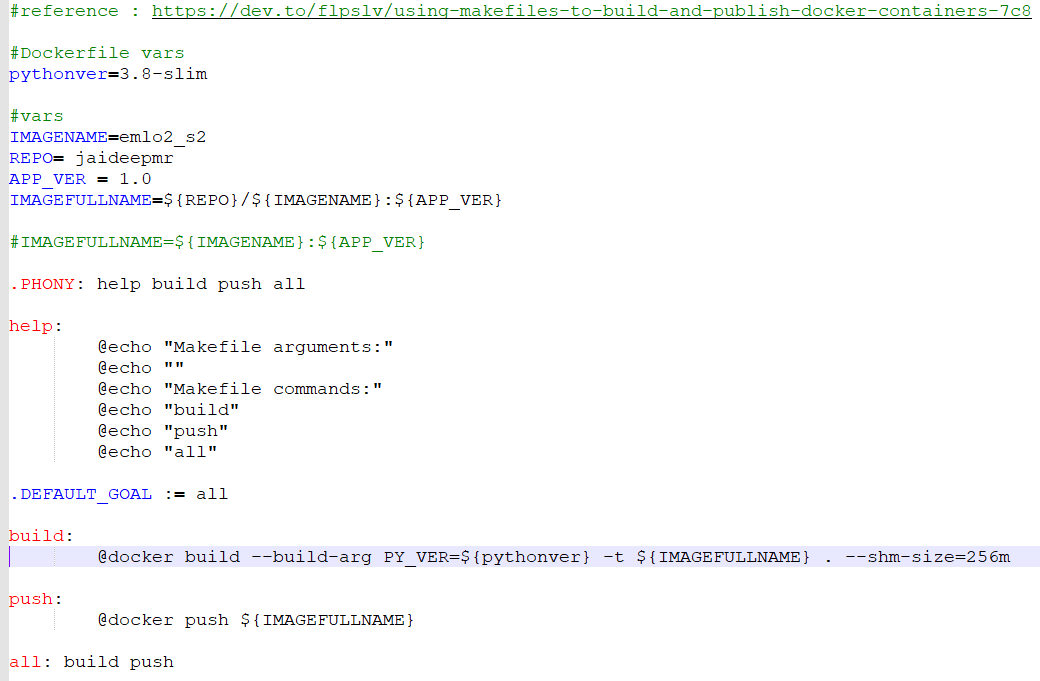 #reference : https://dev.to/flpslv/using-makefiles-to-build-and-publish-docker-containers-7c8
#Dockerfile vars
pythonver=3.8-slim
#vars
IMAGENAME=emlo2_s2
REPO= jaideepmr
APP_VER = 1.0
IMAGEFULLNAME=${REPO}/${IMAGENAME}:${APP_VER}
#IMAGEFULLNAME=${IMAGENAME}:${APP_VER}
.PHONY: help build push all
help:
@echo "Makefile arguments:"
@echo ""
@echo "Makefile commands:"
@echo "build"
@echo "push"
@echo "all"
.DEFAULT_GOAL := all
build:
@docker build --build-arg PY_VER=${pythonver} -t ${IMAGEFULLNAME} . --shm-size=256m
push:
@docker push ${IMAGEFULLNAME}
all: build push